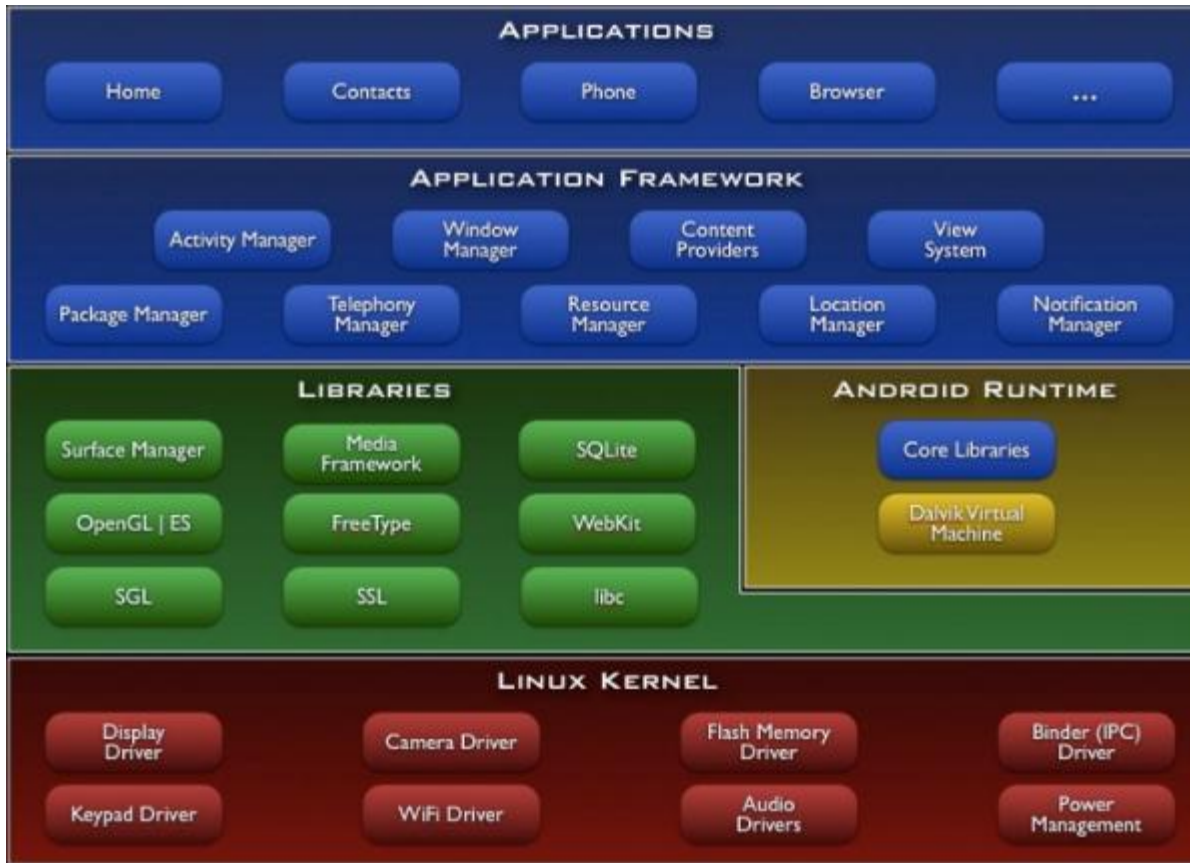 APPLICATIONS
Home
Contacts
Phone
Browser
...
APPLICATION FRAMEWORK
Activity Manager
Window
Manager
Content
Providers
View
System
Package Manager
Telephony
Manager
Resource
Manager
Location
Manager
Notification
Manager
LIBRARIES
Surface Manager
Media
Framework
SQLite
OpenGL | ES
FreeType
WebKit
SGL
SSL
libc
ANDROID RUNTIME
Core Libraries
Dalvik Virtual
Machine
LINUX KERNEL
Display
Driver
Camera Driver
Flash Memory
Driver
Binder (IPC)
Driver
Keypad Driver
WiFi Driver
Audio
Drivers
Power
Management